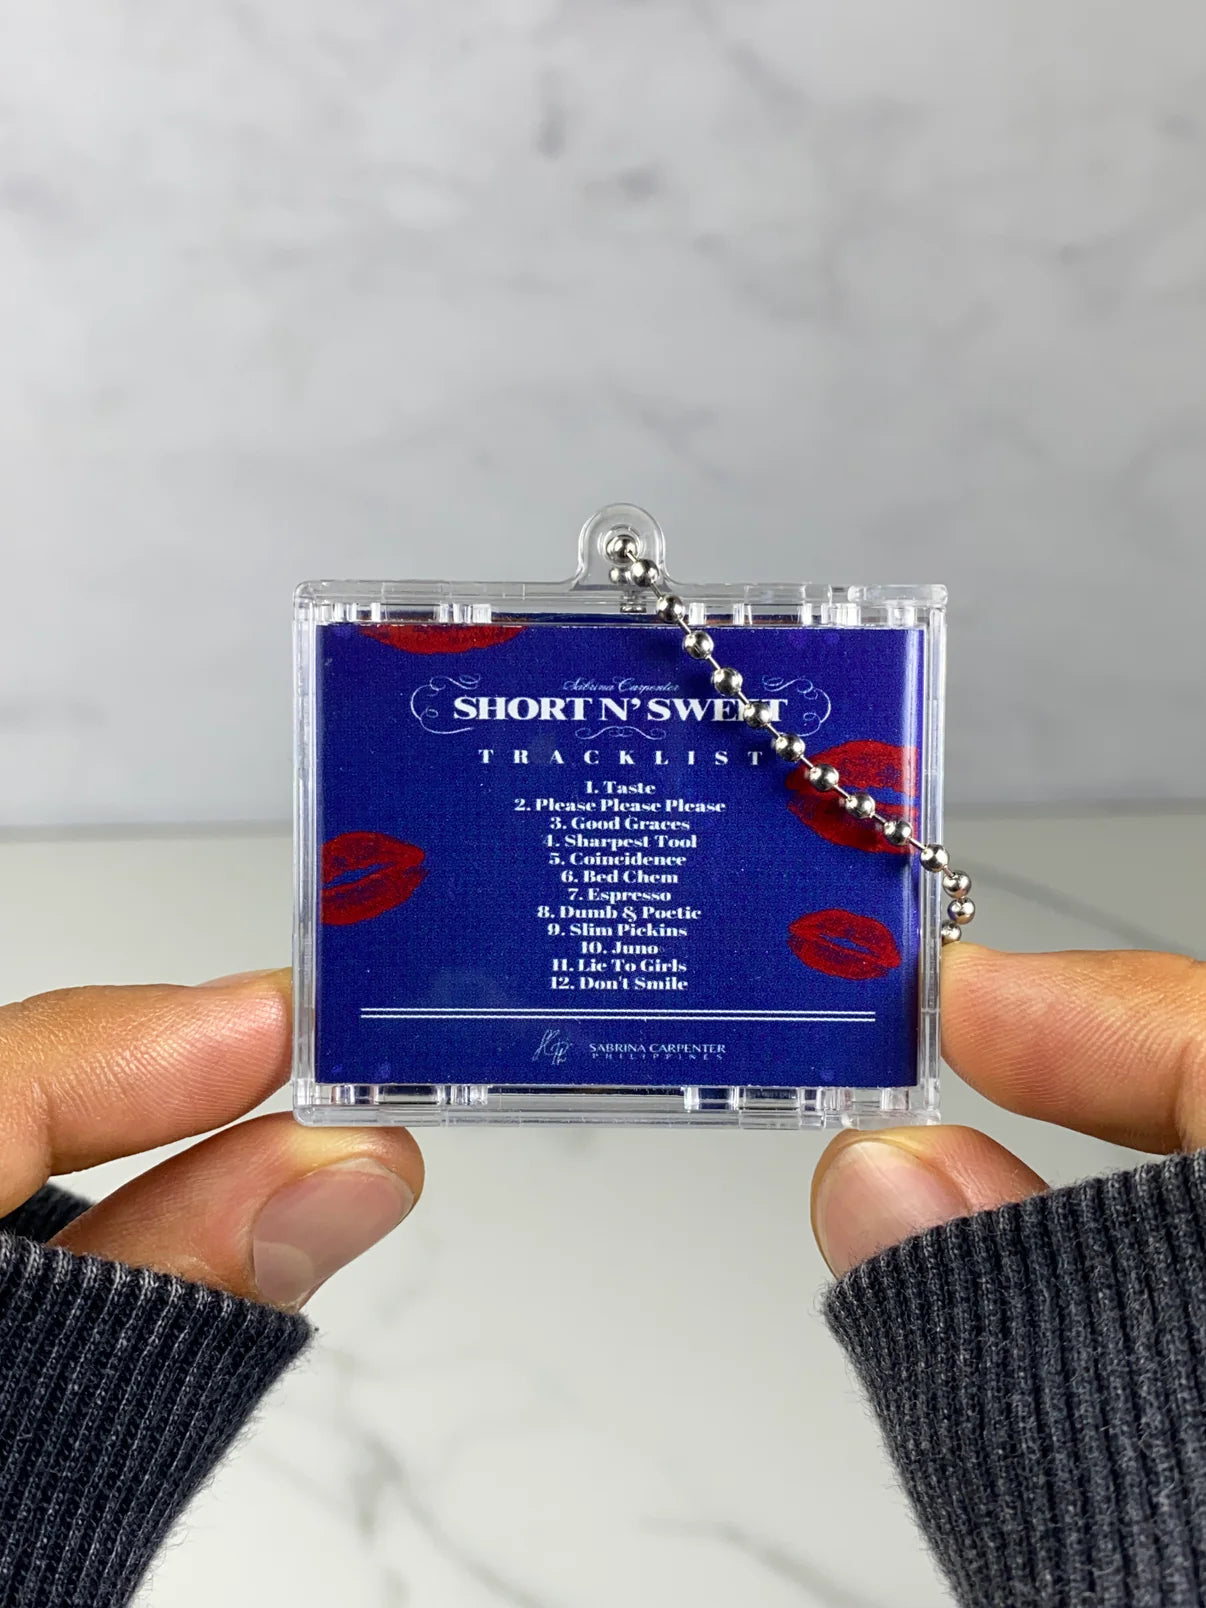 Sabrina Carpenter
SHORT N' SWEET
TRACKLIST
1. Taste
2. Please Please Please
3. Good Graces
4. Sharpest Tool
5. Coincidence
6. Bed Chem
7. Espresso
8. Dumb & Poetic
9. Slim Pickins
10. Juno
11. Lie To Girls
12. Don't Smile
SABRINA CARPENTER
PHILIPPINES